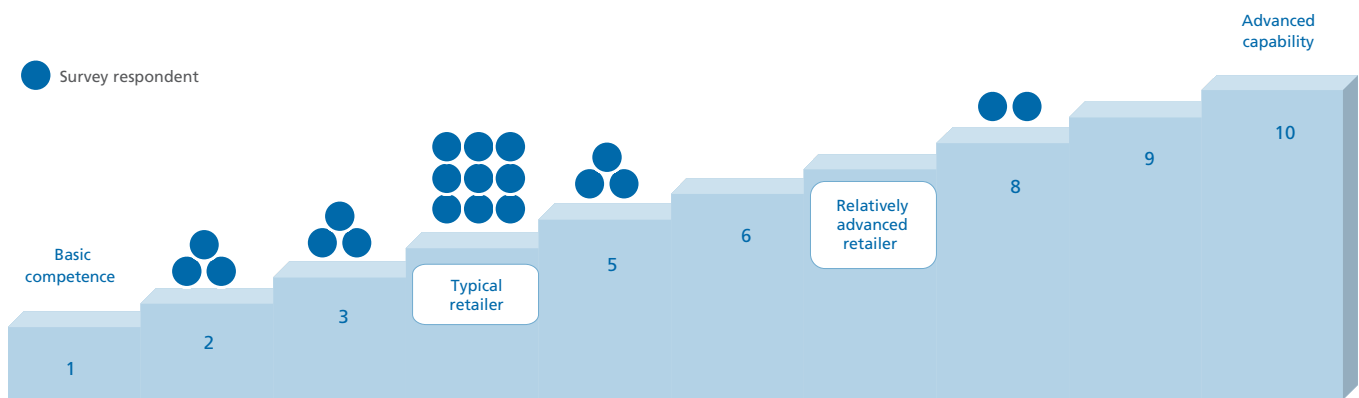 Advanced
capability
Survey respondent
Basic
competence
1
2
3
Typical
retailer
5
6
Relatively
advanced
retailer
8
9
10